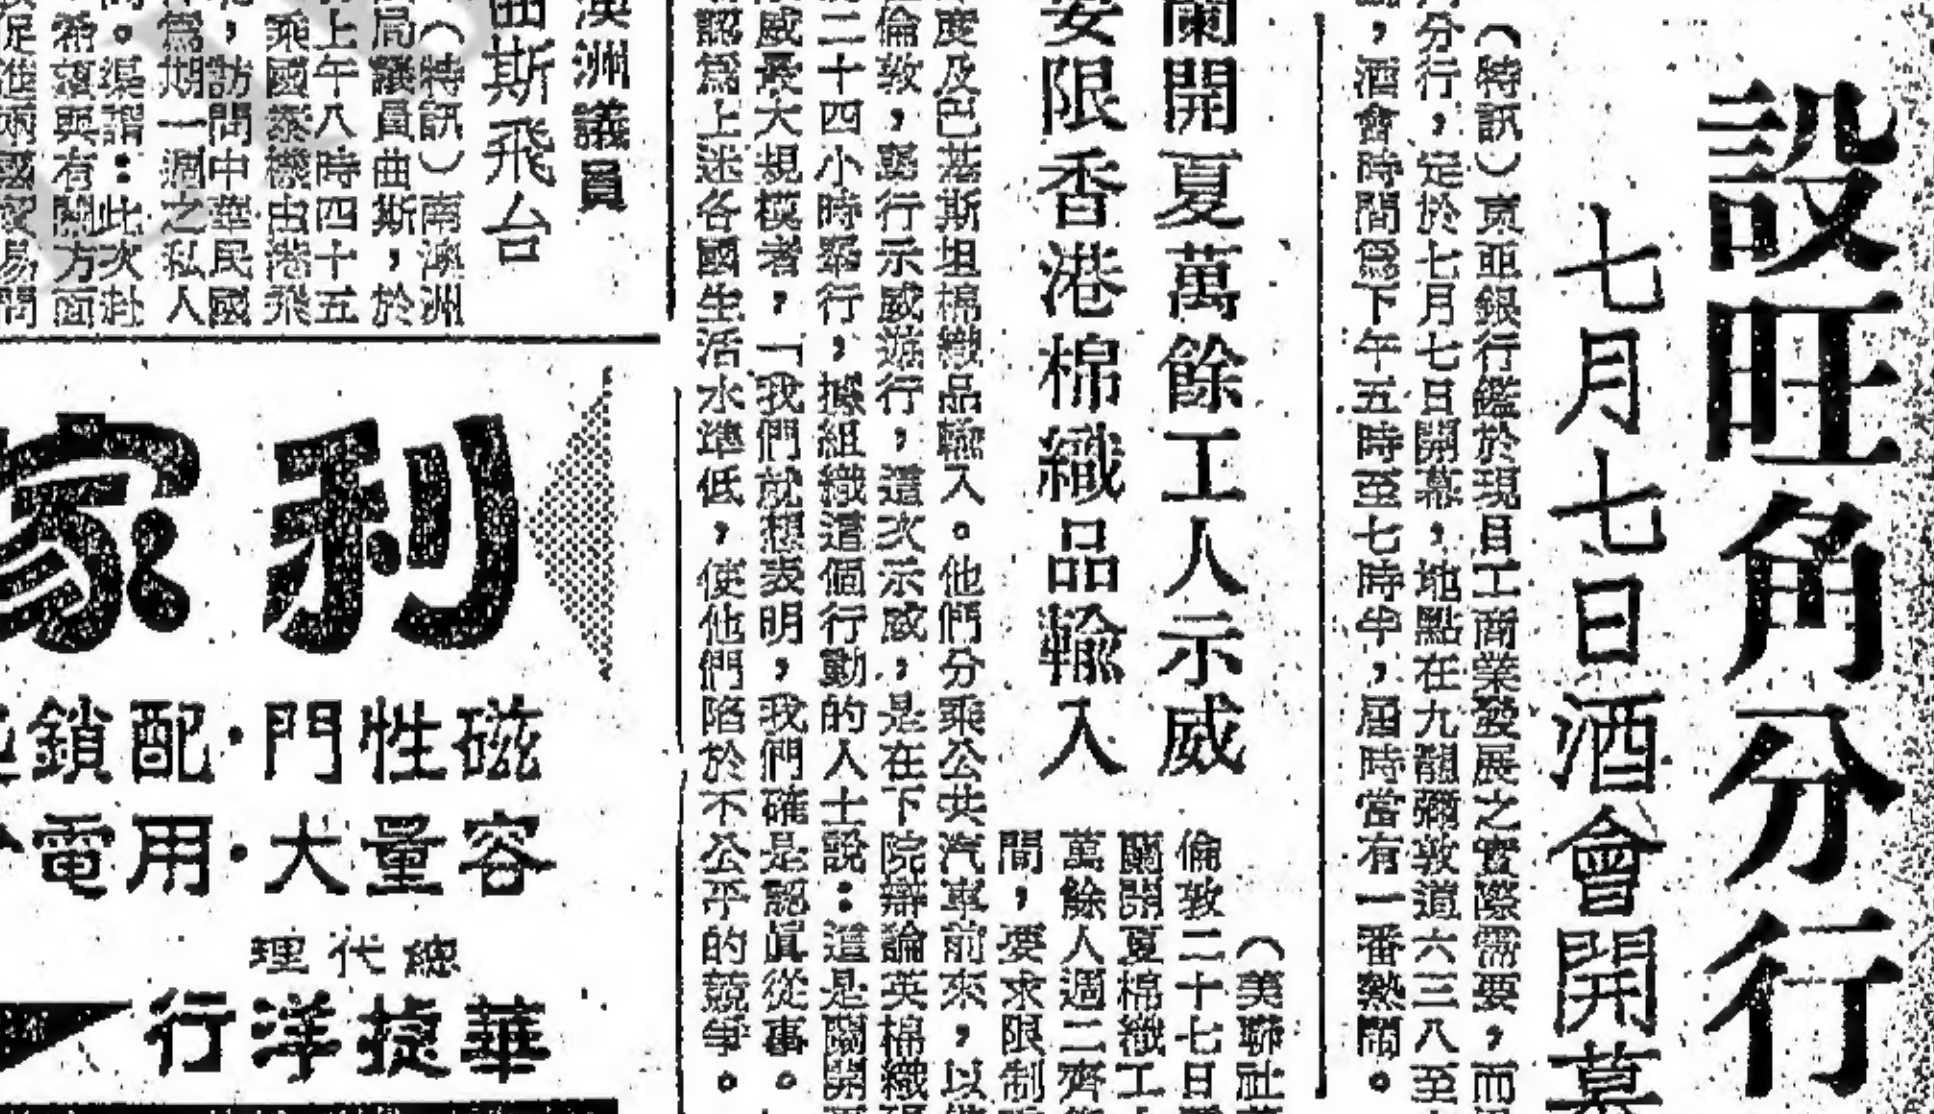 設旺角分行
七月七日酒會開幕
（特訊）東亞銀行鑑於現目工商業發展之實際需要，而
分行，定於七月七日開幕，地點在九龍彌敦道六三八至
，酒會時間爲下午五時至七時半，屆時當有一番熱鬧。
蘭開夏萬餘工人示威
要限香港棉織品輸入
（美聯社
倫敦二十七日
蘭開夏棉織工
萬餘人週二齊
間，要求限制
度及巴基斯坦棉織品輸入。他們分乘公共汽車前來，以
倫敦，舉行示威遊行，這次示威，是在下院辯論英棉織
二十四小時舉行，據組織這個行動的人士說：這是蘭開
威最大規模者，「我們就想表明，我們確是認眞從事。
認爲上述各國生活水準低，使他們陷於不公平的競爭。
澳洲議員
曲斯飛台
（特訊）南澳洲
局議員曲斯，於
上午八時四十五
乘國泰機由港飛
，訪問中華民國
爲期一週之私人
。據謂：此次赴
希望與有關方面
促進兩國貿易問
利家
磁性門·配鎖
容量大·用電
總代理
華捷洋行